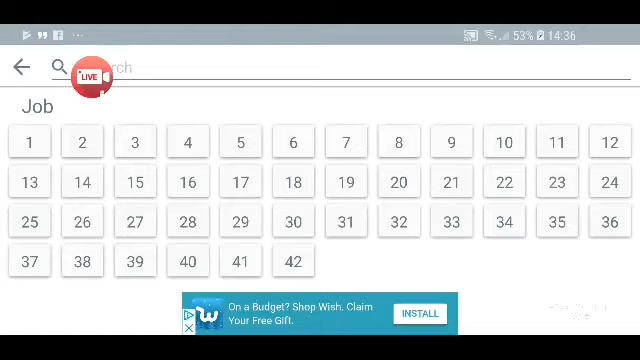 53% 14:36
LIVE rch
Job
1 2 3 4 5 6 7 8 9 10 11 12
13 14 15 16 17 18 19 20 21 22 23 24
25 26 27 28 29 30 31 32 33 34 35 36
37 38 39 40 41 42
On a Budget? Shop Wish. Claim
Your Free Gift.
INSTALL